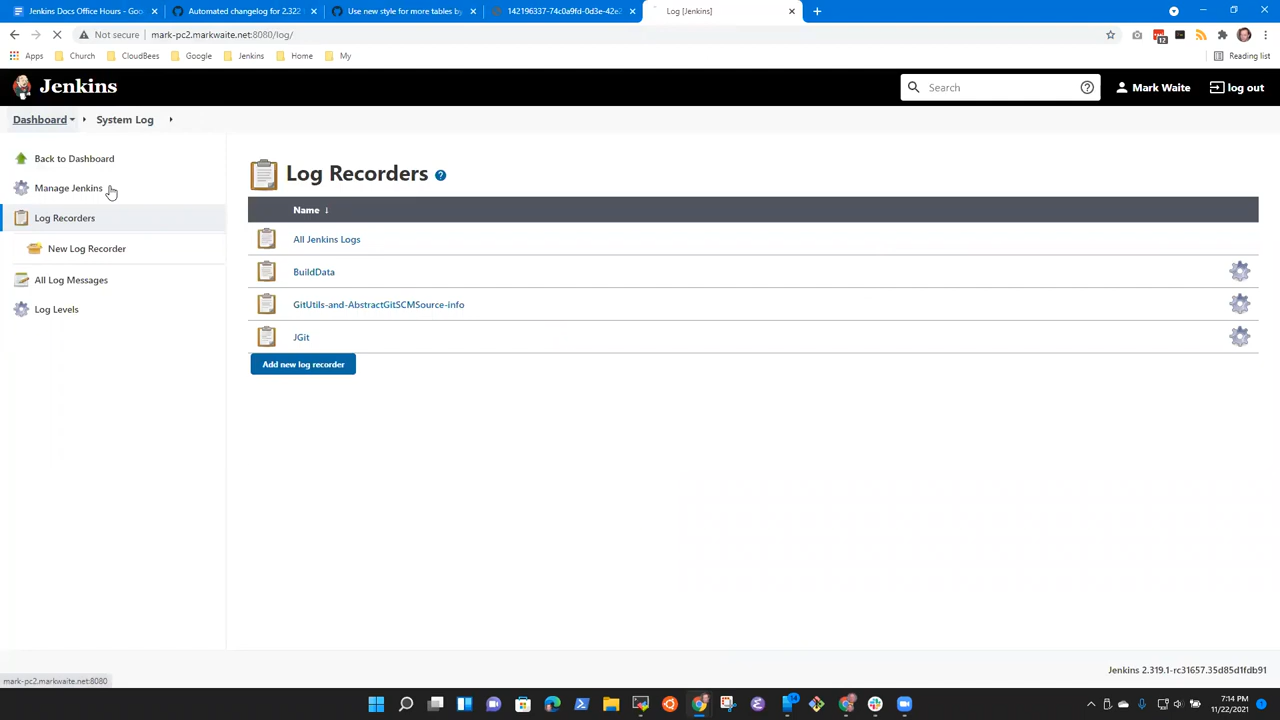 Jenkins Docs Office Hours - Goo
Automated changelog for 2.322
Use new style for more tables by
142196337-74c0a9fd-0d3e-42e2
Log [Jenkins]
Not secure
mark-pc2.markwaite.net:8080/log/
12
Apps
Church
CloudBees
Google
Jenkins
Home
My
Reading list
Jenkins
Search
Mark Waite
log out
Dashboard
System Log
Back to Dashboard
Manage Jenkins
Log Recorders
New Log Recorder
All Log Messages
Log Levels
Log Recorders
Name ↓
All Jenkins Logs
BuildData
GitUtils-and-AbstractGitSCMSource-info
JGit
Add new log recorder
Jenkins 2.319.1-rc31657.35d85d1fdb91
mark-pc2.markwaite.net:8080
7:14 PM
11/22/2021